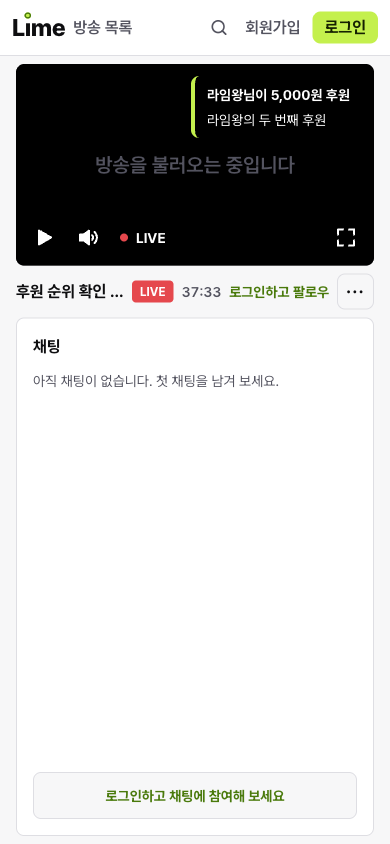 Lime 방송 목록 회원가입 로그인
라임왕님이 5,000원 후원
라임왕의 두 번째 후원
방송을 불러오는 중입니다
LIVE
후원 순위 확인 ... LIVE 37:33 로그인하고 팔로우
채팅
아직 채팅이 없습니다. 첫 채팅을 남겨 보세요.
로그인하고 채팅에 참여해 보세요